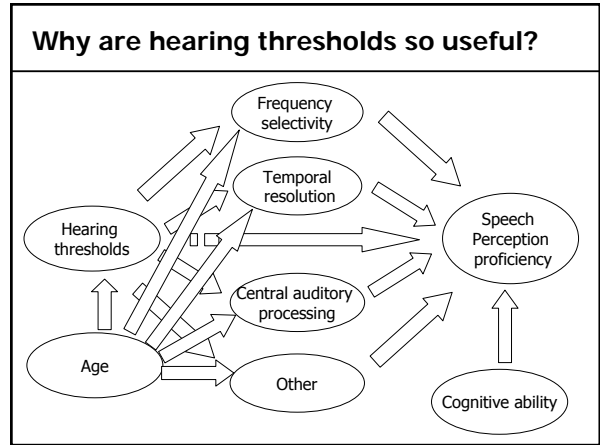 Why are hearing thresholds so useful?
Frequency
selectivity
Temporal
resolution
Hearing
thresholds
Speech
Perception
proficiency
Central auditory
processing
Age
Other
Cognitive ability